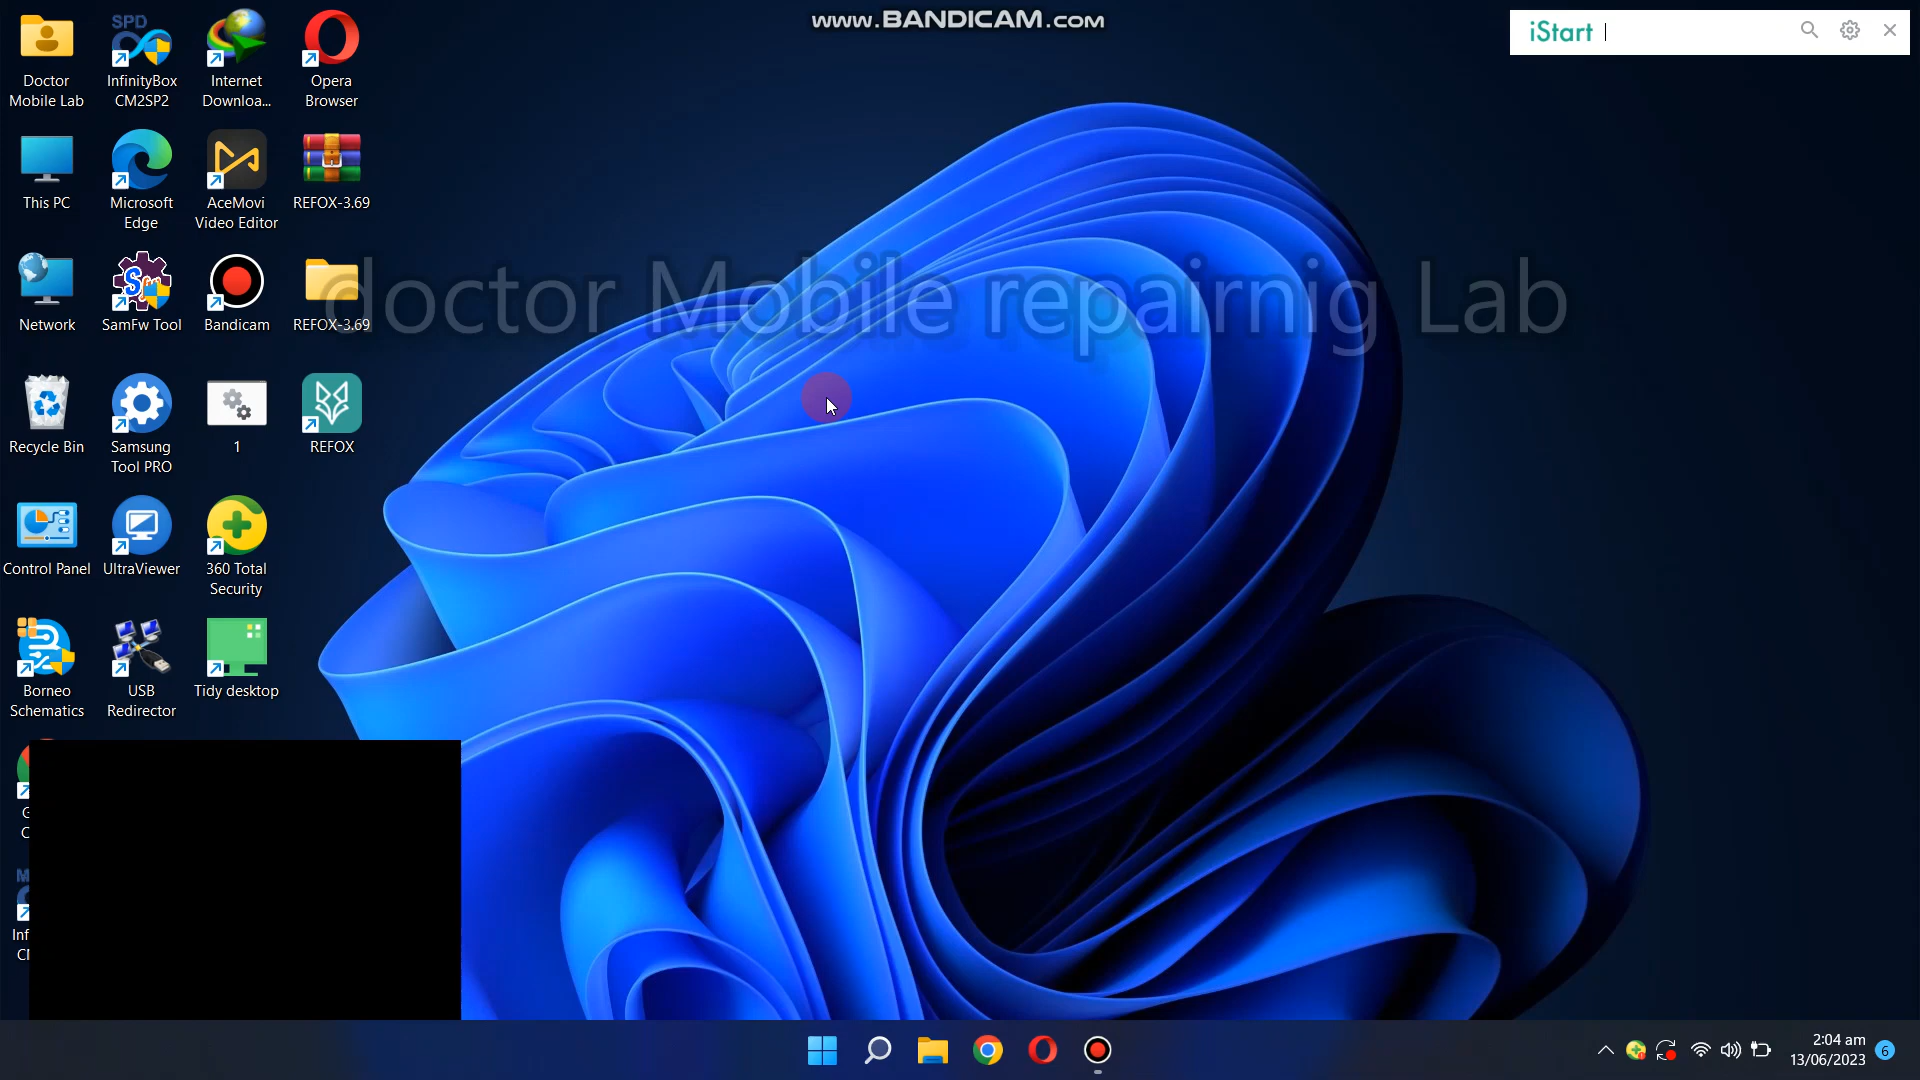 www.BANDICAM.com
iStart
SPD
Doctor
Mobile Lab
InfinityBox
CM2SP2
Internet
Downloa...
Opera
Browser
This PC
Microsoft
Edge
AceMovi
Video Editor
REFOX-3.69
doctor Mobile repairnig Lab
Network
SamFw Tool
Bandicam
REFOX-3.69
Recycle Bin
Samsung
Tool PRO
1
REFOX
Control Panel
UltraViewer
360 Total
Security
Borneo
Schematics
USB
Redirector
Tidy desktop
2:04 am
13/06/2023
6